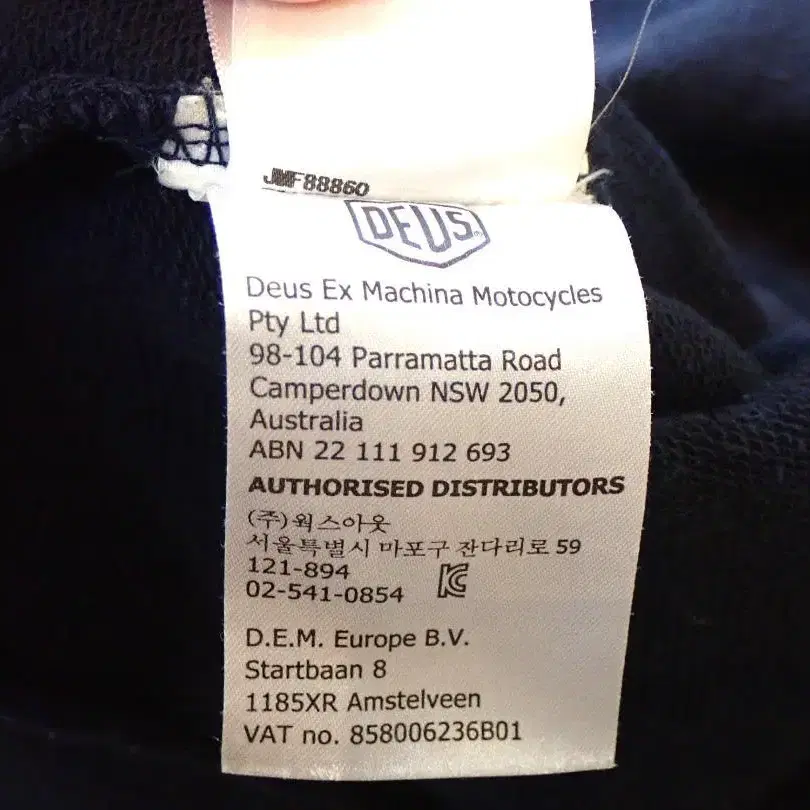 JMF88860
DEUS
Deus Ex Machina Motocycles
Pty Ltd
98-104 Parramatta Road
Camperdown NSW 2050,
Australia
ABN 22 111 912 693
AUTHORISED DISTRIBUTORS
(주)웍스아웃
서울특별시 마포구 잔다리로 59
121-894
02-541-0854
D.E.M. Europe B.V.
Startbaan 8
1185XR Amstelveen
VAT no. 858006236B01